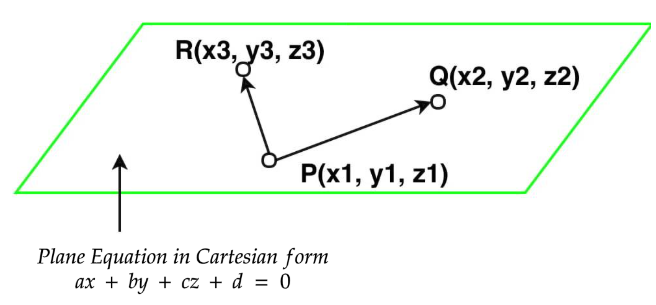 R(x3, y3, z3)
Q(x2, y2, z2)
P(x1, y1, z1)
Plane Equation in Cartesian form
ax + by + cz + d = 0